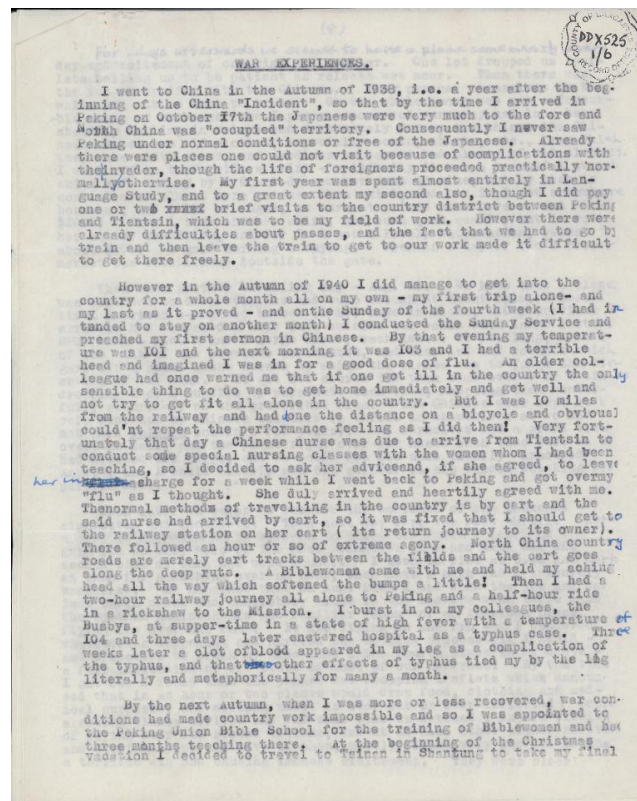 COUNTY OF LANCASTER
DDX525
1/6
RECORD OFFICE
WAR EXPERIENCES.
I went to China in the Autumn of 1938, i.e. a year after the beg-
inning of the China "Incident", so that by the time I arrived in
Peking on October 17th the Japanese were very much to the fore and
North China was "occupied" territory. Consequently I never saw
Peking under normal conditions or free of the Japanese. Already
there were places one could not visit because of complications with
the invader, though the life of foreigners proceeded practically nor-
mally otherwise. My first year was spent almost entirely in Lan-
guage Study, and to a great extent my second also, though I did pay
one or two brief visits to the country district between Peking
and Tientsin, which was to be my field of work. However there were
already difficulties about passes, and the fact that we had to go by
train and then leave the train to get to our work made it difficult
to get there freely.
However in the Autumn of 1940 I did manage to get into the
country for a whole month all on my own - my first trip alone- and
my last as it proved - and onthe Sunday of the fourth week (I had in-
tended to stay on another month) I conducted the Sunday Service and
preached my first sermon in Chinese. By that evening my temperat-
ure was IOI and the next morning it was IO3 and I had a terrible
head and imagined I was in for a good dose of flu. An older col-
league had once warned me that if one got ill in the country the only
sensible thing to do was to get home immediately and get well and
not try to get fit all alone in the country. But I was IO miles
from the railway and had done the distance on a bicycle and obviousl
could'nt repeat the performance feeling as I did then! Very fort-
unately that day a Chinese nurse was due to arrive from Tientsin to
conduct some special nursing classes with the women whom I had been
teaching, so I decided to ask her adviceand, if she agreed, to leave
her in charge for a week while I went back to Peking and got overmy
"flu" as I thought. She duly arrived and heartily agreed with me.
Thenormal methods of travelling in the country is by cart and the
said nurse had arrived by cart, so it was fixed that I should get to
the railway station on her cart ( its return journey to its owner).
There followed an hour or so of extreme agony. North China country
roads are merely cart tracks between the fields and the cart goes
along the deep ruts. A Biblewoman came with me and held my aching
head all the way which softened the bumps a little! Then I had a
two-hour railway journey all alone to Peking and a half-hour ride
in a rickshaw to the Mission. I burst in on my colleagues, the
Busbys, at supper-time in a state of high fever with a temperature of
IO4 and three days later enetered hospital as a typhus case. Three
weeks later a clot ofblood appeared in my leg as a complication of
the typhus, and that other effects of typhus tied my by the leg
literally and metaphorically for many a month.
By the next Autumn, when I was more or less recovered, war con-
ditions had made country work impossible and so I was appointed to
the Peking Union Bible School for the training of Biblewomen and had
three months teaching there. At the beginning of the Christmas
vacation I decided to travel to Tsinan in Shantung to take my final